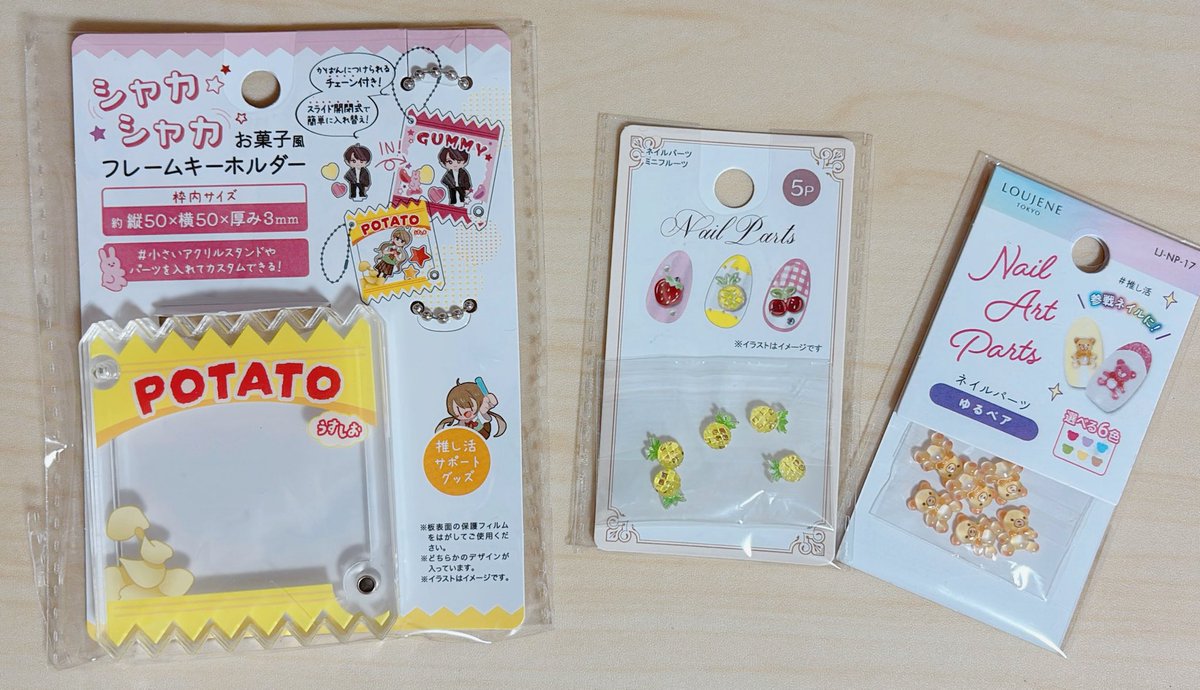 シャカ
シャカ
お菓子風
フレームキーホルダー
枠内サイズ
約 縦50×横50×厚み3mm
#小さいアクリルスタンドや
パーツを入れてカスタムできる!
かばんにつけられる
チェーン付き!
スライド開閉式で
簡単に入れ替え!
IN!
GUMMY
POTATO
POTATO
うすしお
推し活
サポート
グッズ
※板表面の保護フィルム
をはがしてご使用くだ
さい。
※どちらかのデザインが
入っています。
※イラストはイメージです。
ネイルパーツ
ミニフルーツ
5P
Nail Parts
※イラストはイメージです
LOUJENE
TOKYO
LJ-NP-17
Nail
Art
Parts
#推し活
参戦ネイルに!
ネイルパーツ
ゆるベア
選べる6色